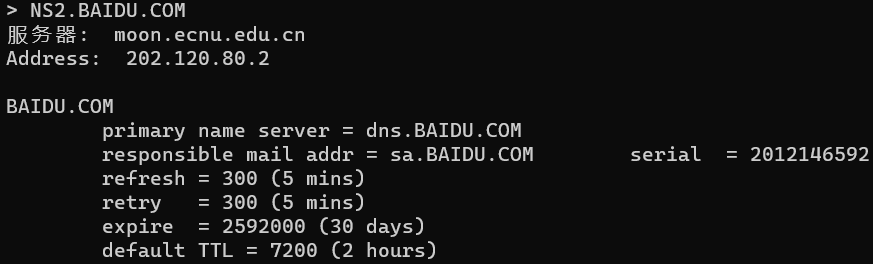 > NS2.BAIDU.COM
服务器:  moon.ecnu.edu.cn
Address:  202.120.80.2

BAIDU.COM
        primary name server = dns.BAIDU.COM
        responsible mail addr = sa.BAIDU.COM        serial  = 2012146592
        refresh = 300 (5 mins)
        retry   = 300 (5 mins)
        expire  = 2592000 (30 days)
        default TTL = 7200 (2 hours)